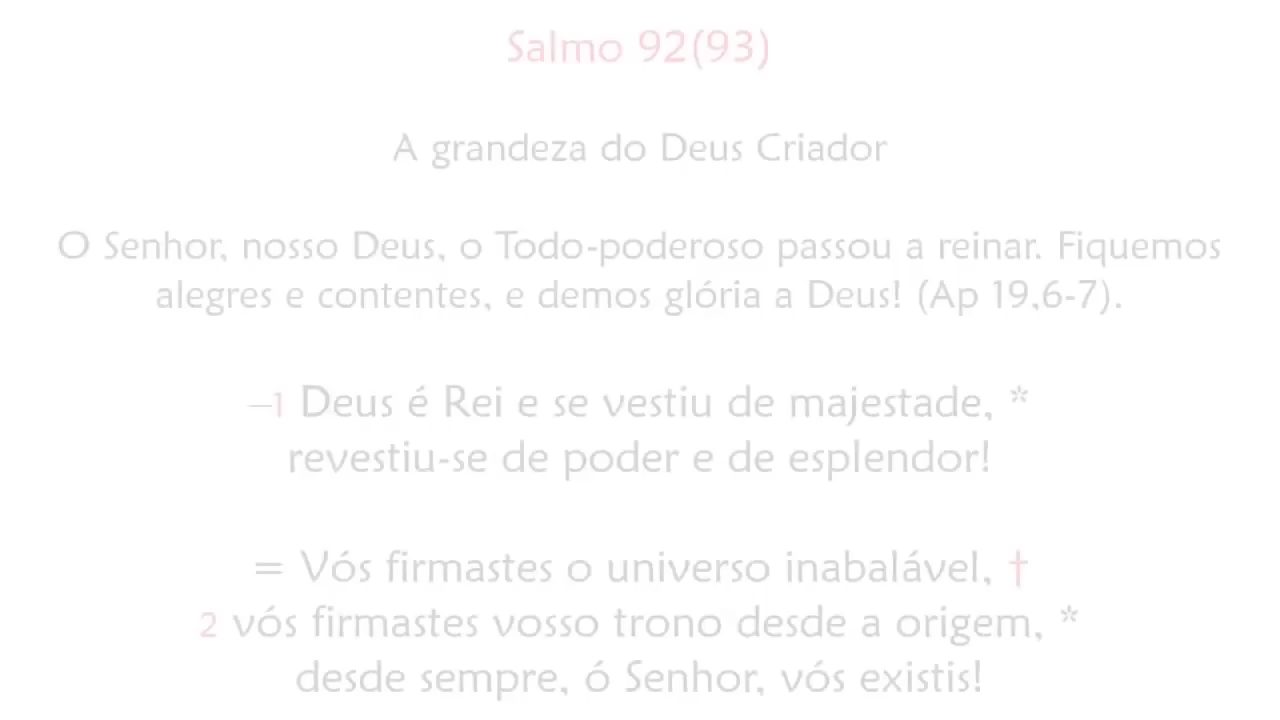 Salmo 92(93)
A grandeza do Deus Criador
O Senhor, nosso Deus, o Todo-poderoso passou a reinar. Fiquemos
alegres e contentes, e demos glória a Deus! (Ap 19,6-7).
–1 Deus é Rei e se vestiu de majestade, *
revestiu-se de poder e de esplendor!
= Vós firmastes o universo inabalável, †
2 vós firmastes vosso trono desde a origem, *
desde sempre, ó Senhor, vós existis!